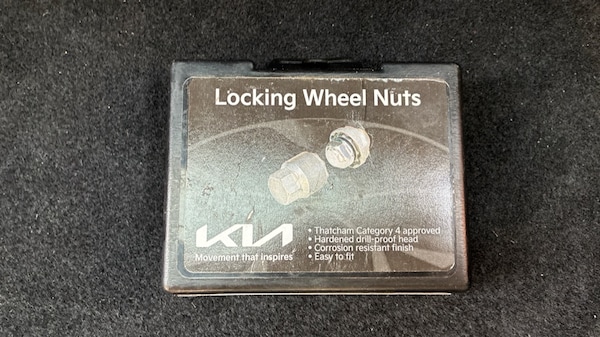 Locking Wheel Nuts
KIA
Movement that inspires
• Thatcham Category 4 approved
• Hardened drill-proof head
• Corrosion resistant finish
• Easy to fit